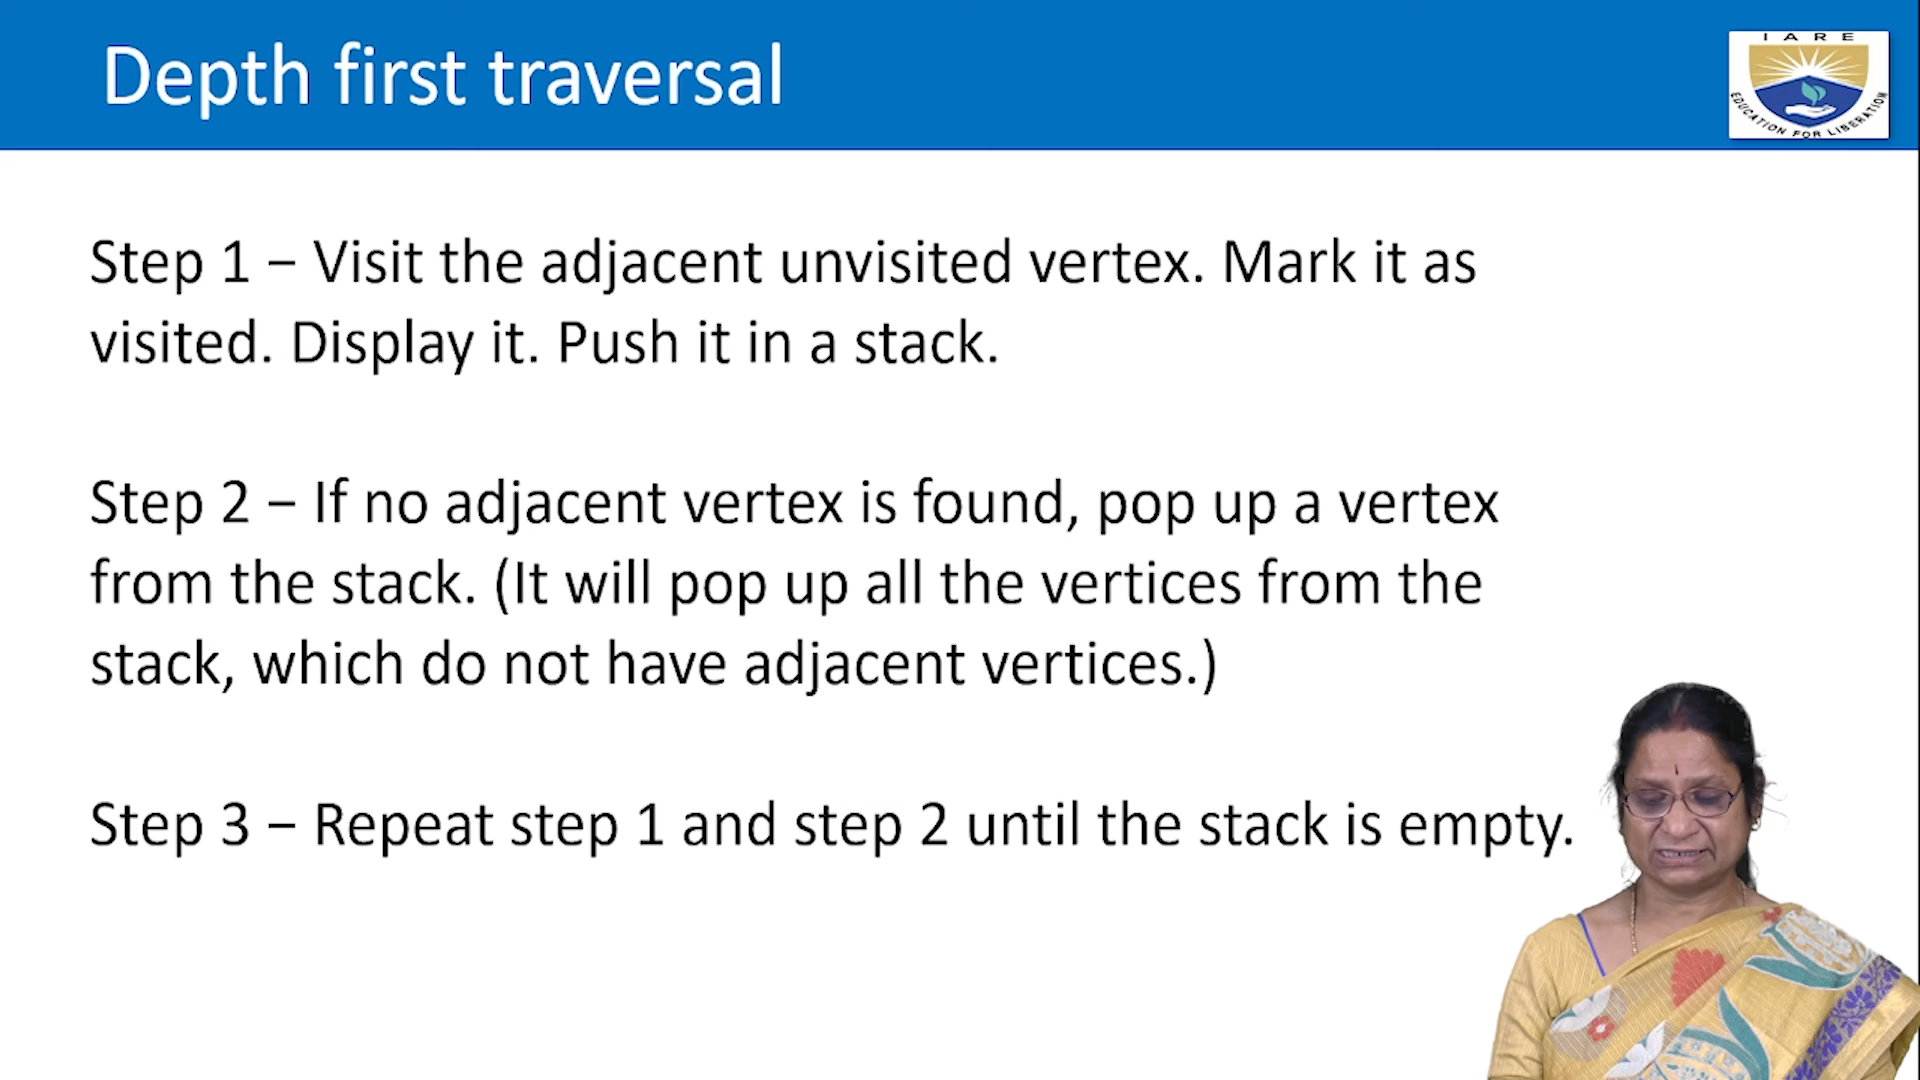 Depth first traversal
I A R E
EDUCATION FOR LIBERATION
Step 1 – Visit the adjacent unvisited vertex. Mark it as
visited. Display it. Push it in a stack.
Step 2 – If no adjacent vertex is found, pop up a vertex
from the stack. (It will pop up all the vertices from the
stack, which do not have adjacent vertices.)
Step 3 – Repeat step 1 and step 2 until the stack is empty.